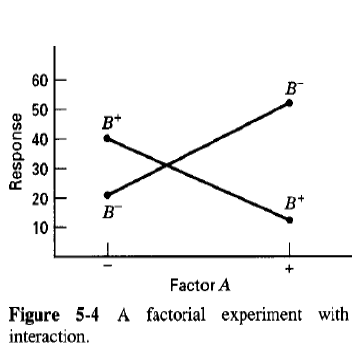 Response
60
50
40
30
20
10
B⁺
B⁻
B⁻
B⁺
−
+
Factor A
Figure 5-4 A factorial experiment with
interaction.